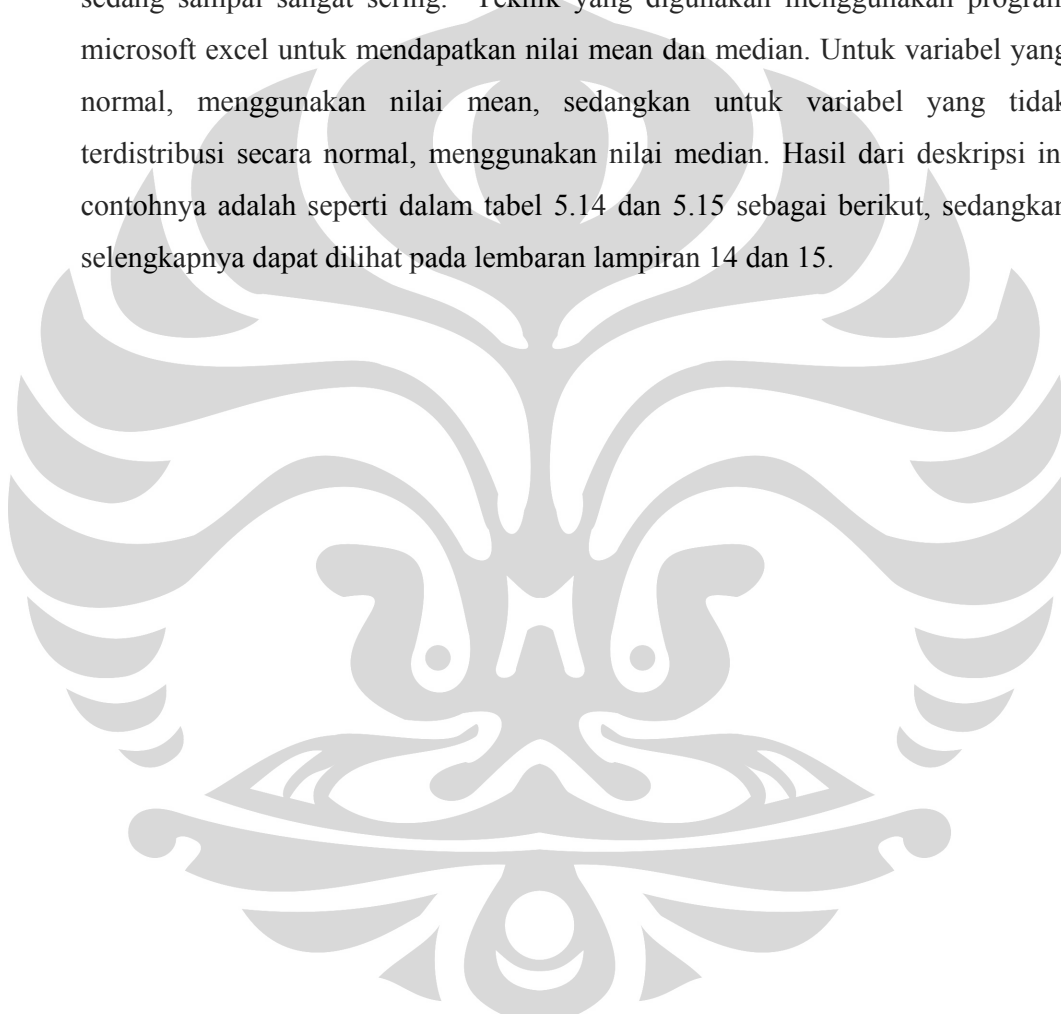 sedang sampai sangat sering. Teknik yang digunakan menggunakan program
microsoft excel untuk mendapatkan nilai mean dan median. Untuk variabel yang
normal, menggunakan nilai mean, sedangkan untuk variabel yang tidak
terdistribusi secara normal, menggunakan nilai median. Hasil dari deskripsi ini
contohnya adalah seperti dalam tabel 5.14 dan 5.15 sebagai berikut, sedangkan
selengkapnya dapat dilihat pada lembaran lampiran 14 dan 15.